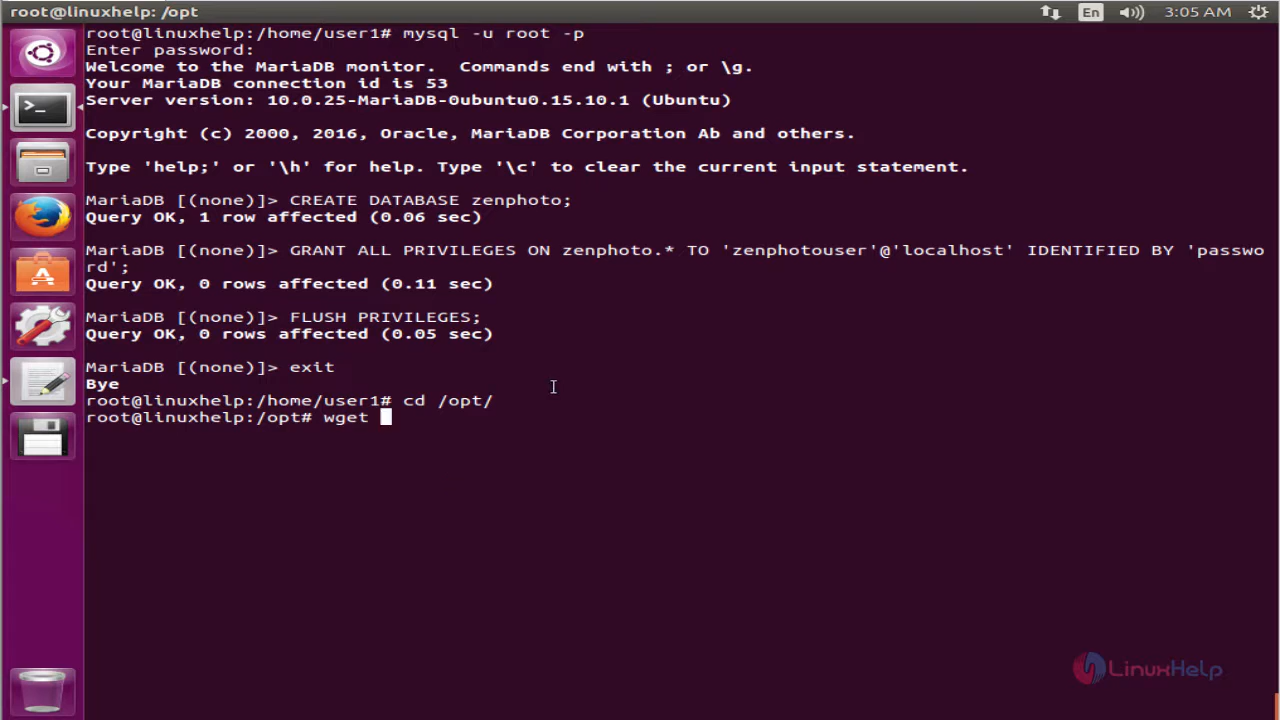 root@linuxhelp: /opt
En
3:05 AM
root@linuxhelp:/home/user1# mysql -u root -p
Enter password:
Welcome to the MariaDB monitor.  Commands end with ; or \g.
Your MariaDB connection id is 53
Server version: 10.0.25-MariaDB-0ubuntu0.15.10.1 (Ubuntu)
Copyright (c) 2000, 2016, Oracle, MariaDB Corporation Ab and others.
Type 'help;' or '\h' for help. Type '\c' to clear the current input statement.
MariaDB [(none)]> CREATE DATABASE zenphoto;
Query OK, 1 row affected (0.06 sec)
MariaDB [(none)]> GRANT ALL PRIVILEGES ON zenphoto.* TO 'zenphotouser'@'localhost' IDENTIFIED BY 'passwo
rd';
Query OK, 0 rows affected (0.11 sec)
MariaDB [(none)]> FLUSH PRIVILEGES;
Query OK, 0 rows affected (0.05 sec)
MariaDB [(none)]> exit
Bye
root@linuxhelp:/home/user1# cd /opt/
root@linuxhelp:/opt# wget
LinuxHelp